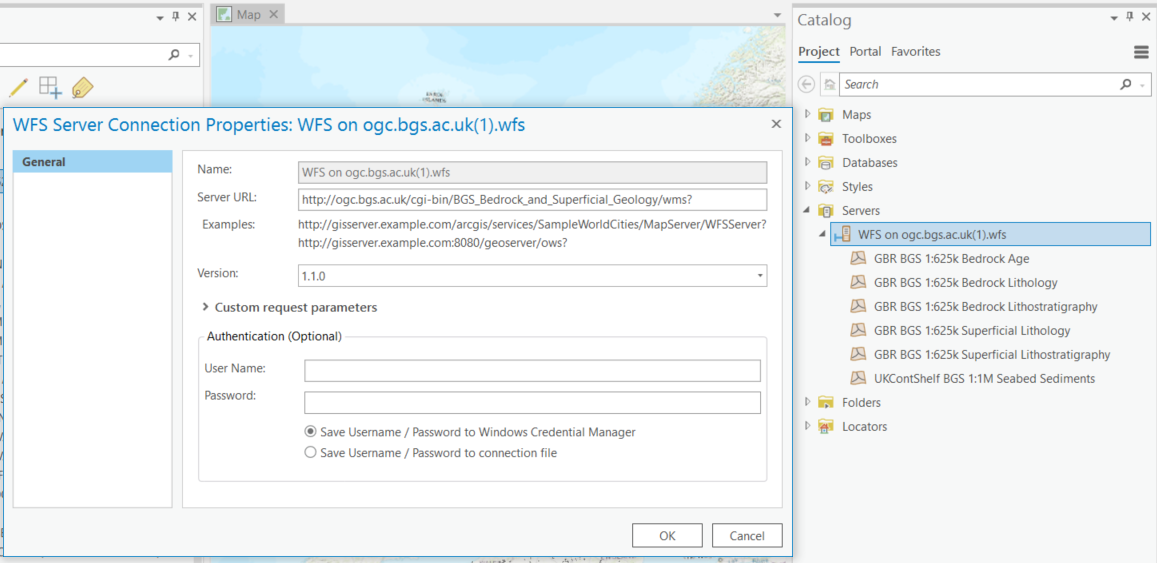 Map
Catalog
Project Portal Favorites
Search
WFS Server Connection Properties: WFS on ogc.bgs.ac.uk(1).wfs
General
Name:
WFS on ogc.bgs.ac.uk(1).wfs
Server URL:
http://ogc.bgs.ac.uk/cgi-bin/BGS_Bedrock_and_Superficial_Geology/wms?
Examples:
http://gisserver.example.com/arcgis/services/SampleWorldCities/MapServer/WFSServer?
http://gisserver.example.com:8080/geoserver/ows?
Version:
1.1.0
Custom request parameters
Authentication (Optional)
User Name:
Password:
Save Username / Password to Windows Credential Manager
Save Username / Password to connection file
OK Cancel
Maps
Toolboxes
Databases
Styles
Servers
WFS on ogc.bgs.ac.uk(1).wfs
GBR BGS 1:625k Bedrock Age
GBR BGS 1:625k Bedrock Lithology
GBR BGS 1:625k Bedrock Lithostratigraphy
GBR BGS 1:625k Superficial Lithology
GBR BGS 1:625k Superficial Lithostratigraphy
UKContShelf BGS 1:1M Seabed Sediments
Folders
Locators